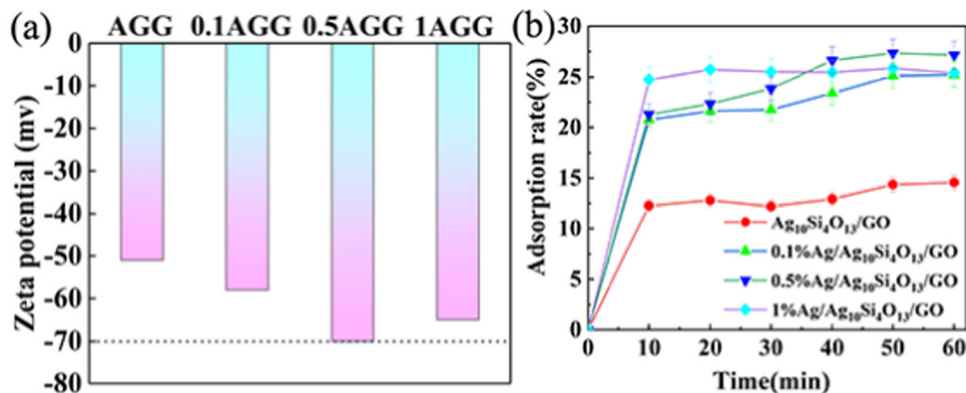 (a)
AGG 0.1AGG 0.5AGG 1AGG
0
-10
-20
-30
-40
-50
-60
-70
-80
Zeta potential (mv)
(b)
30
25
20
15
10
5
0
Adsorption rate(%)
Ag₁₀Si₄O₁₃/GO
0.1%Ag/Ag₁₀Si₄O₁₃/GO
0.5%Ag/Ag₁₀Si₄O₁₃/GO
1%Ag/Ag₁₀Si₄O₁₃/GO
0 10 20 30 40 50 60
Time(min)